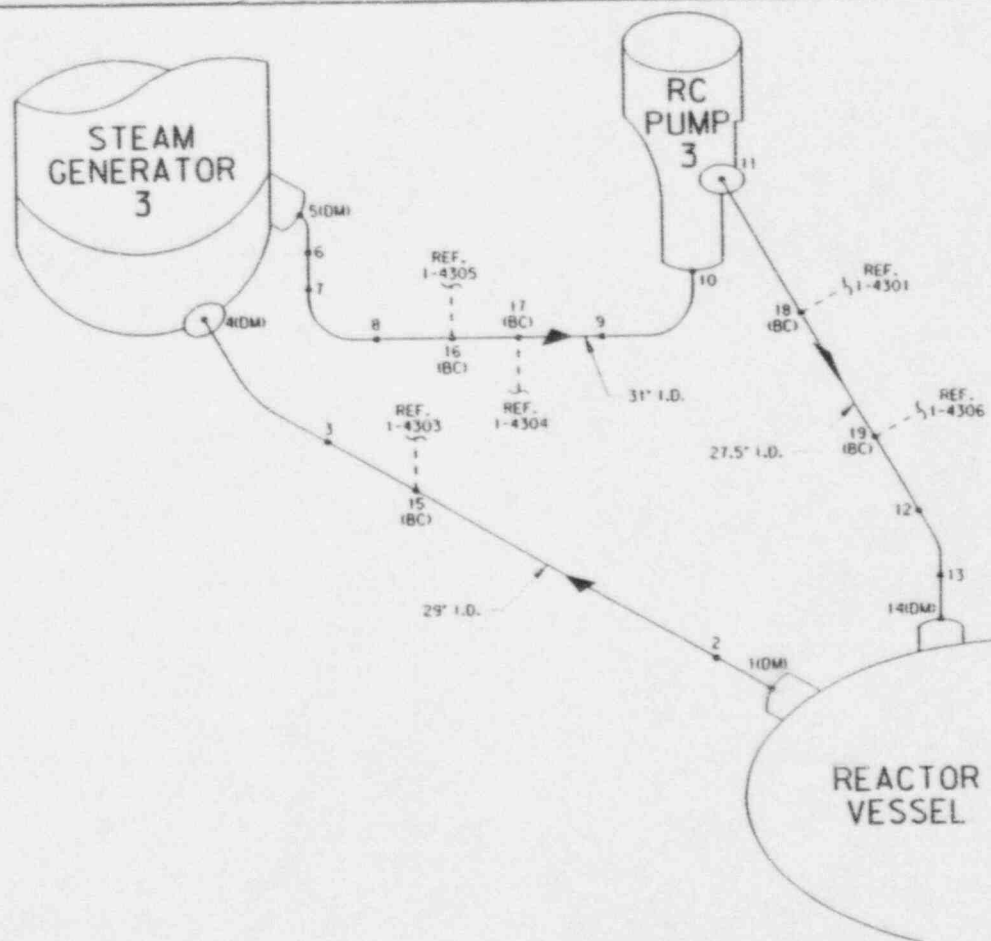 STEAM
GENERATOR
3
RC
PUMP
3
11
5(DM)
6
7
REF.
1-4305
17
(BC)
8
16
(BC)
9
10
REF.
1-4301
18
(BC)
4(DM)
31" I.D.
REF.
1-4304
REF.
1-4303
3
15
(BC)
REF.
1-4306
19
(BC)
27.5" I.D.
12
13
14(DM)
29" I.D.
2
1(DM)
REACTOR
VESSEL